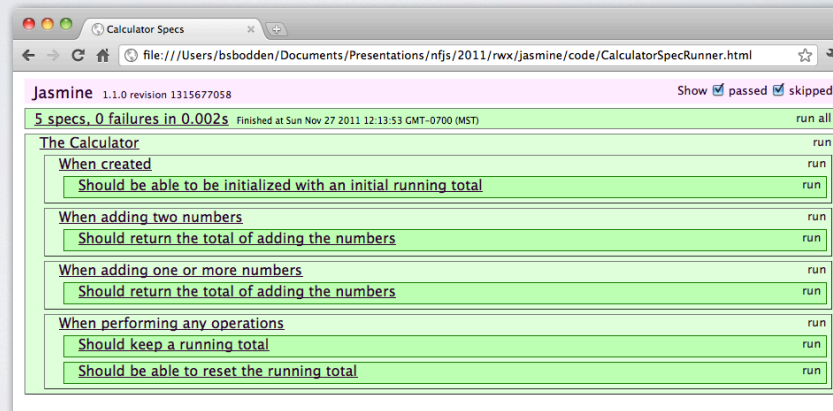 Calculator Specs
file:///Users/bsbodden/Documents/Presentations/nfjs/2011/rwx/jasmine/code/CalculatorSpecRunner.html
Jasmine 1.1.0 revision 1315677058 Show passed skipped
5 specs, 0 failures in 0.002s Finished at Sun Nov 27 2011 12:13:53 GMT-0700 (MST) run all
The Calculator run
When created run
Should be able to be initialized with an initial running total run
When adding two numbers run
Should return the total of adding the numbers run
When adding one or more numbers run
Should return the total of adding the numbers run
When performing any operations run
Should keep a running total run
Should be able to reset the running total run